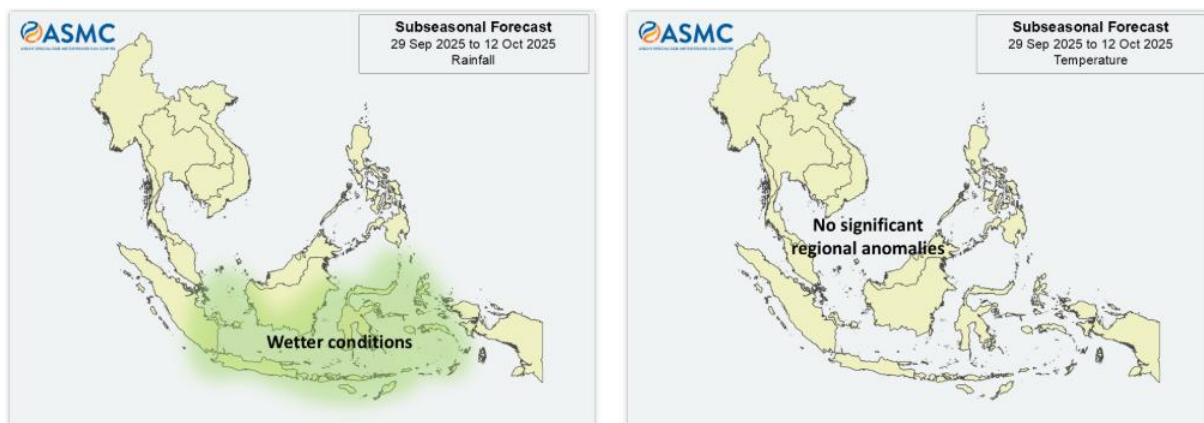 ASMC
Subseasonal Forecast
29 Sep 2025 to 12 Oct 2025
Rainfall
Wetter conditions
ASMC
Subseasonal Forecast
29 Sep 2025 to 12 Oct 2025
Temperature
No significant
regional anomalies